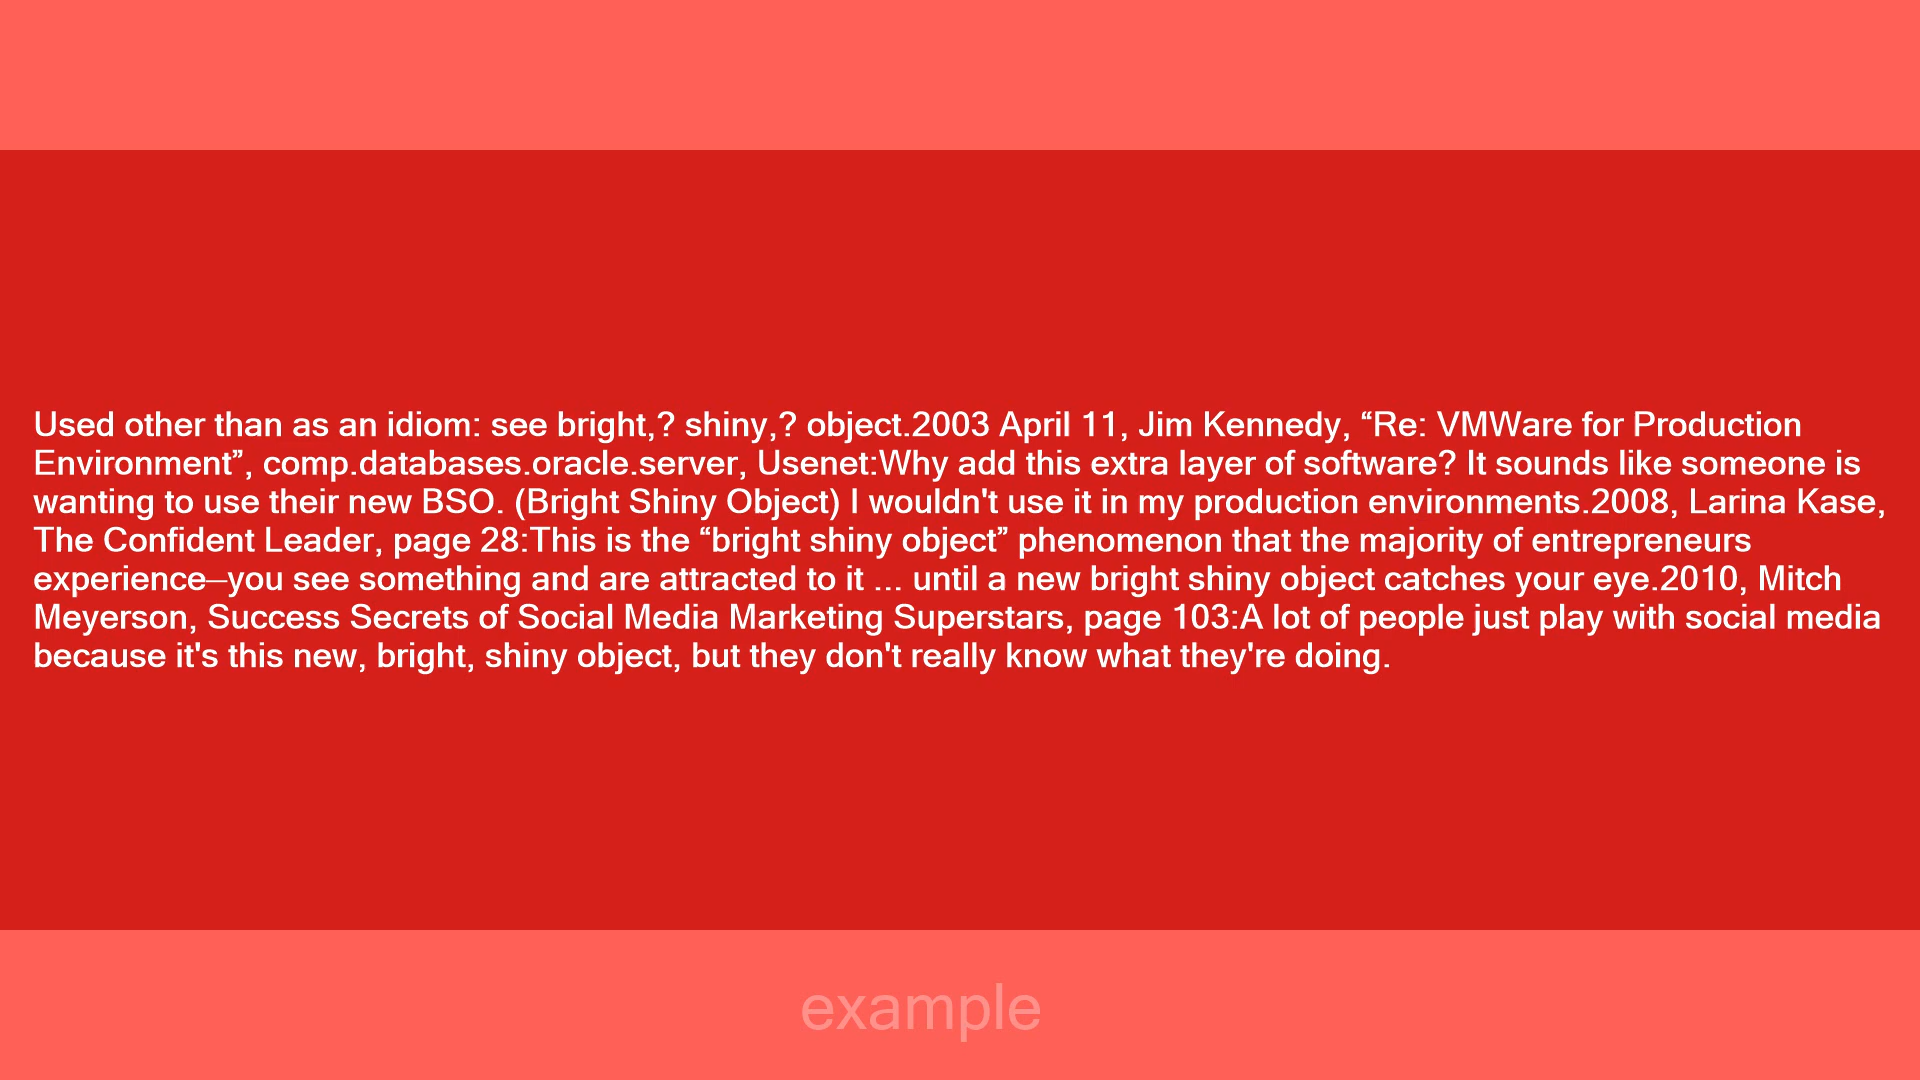 Used other than as an idiom: see bright,? shiny,? object.2003 April 11, Jim Kennedy, “Re: VMWare for Production
Environment”, comp.databases.oracle.server, Usenet:Why add this extra layer of software? It sounds like someone is
wanting to use their new BSO. (Bright Shiny Object) I wouldn't use it in my production environments.2008, Larina Kase,
The Confident Leader, page 28:This is the “bright shiny object” phenomenon that the majority of entrepreneurs
experience—you see something and are attracted to it ... until a new bright shiny object catches your eye.2010, Mitch
Meyerson, Success Secrets of Social Media Marketing Superstars, page 103:A lot of people just play with social media
because it's this new, bright, shiny object, but they don't really know what they're doing.
example